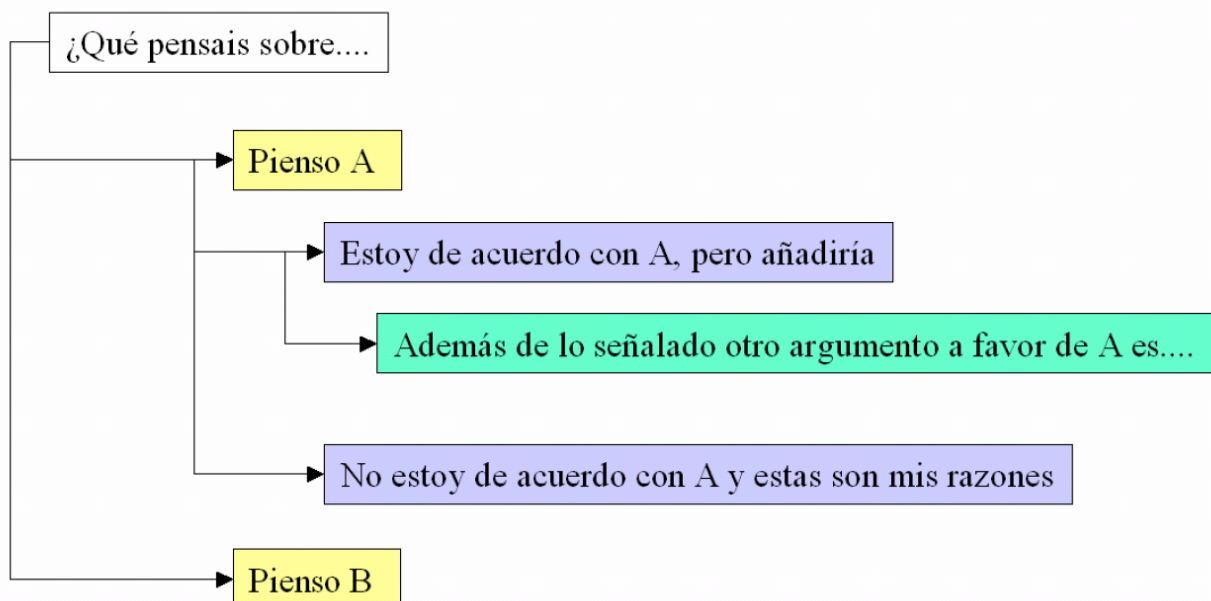 ¿Qué pensais sobre....
Pienso A
Estoy de acuerdo con A, pero añadiría
Además de lo señalado otro argumento a favor de A es....
No estoy de acuerdo con A y estas son mis razones
Pienso B